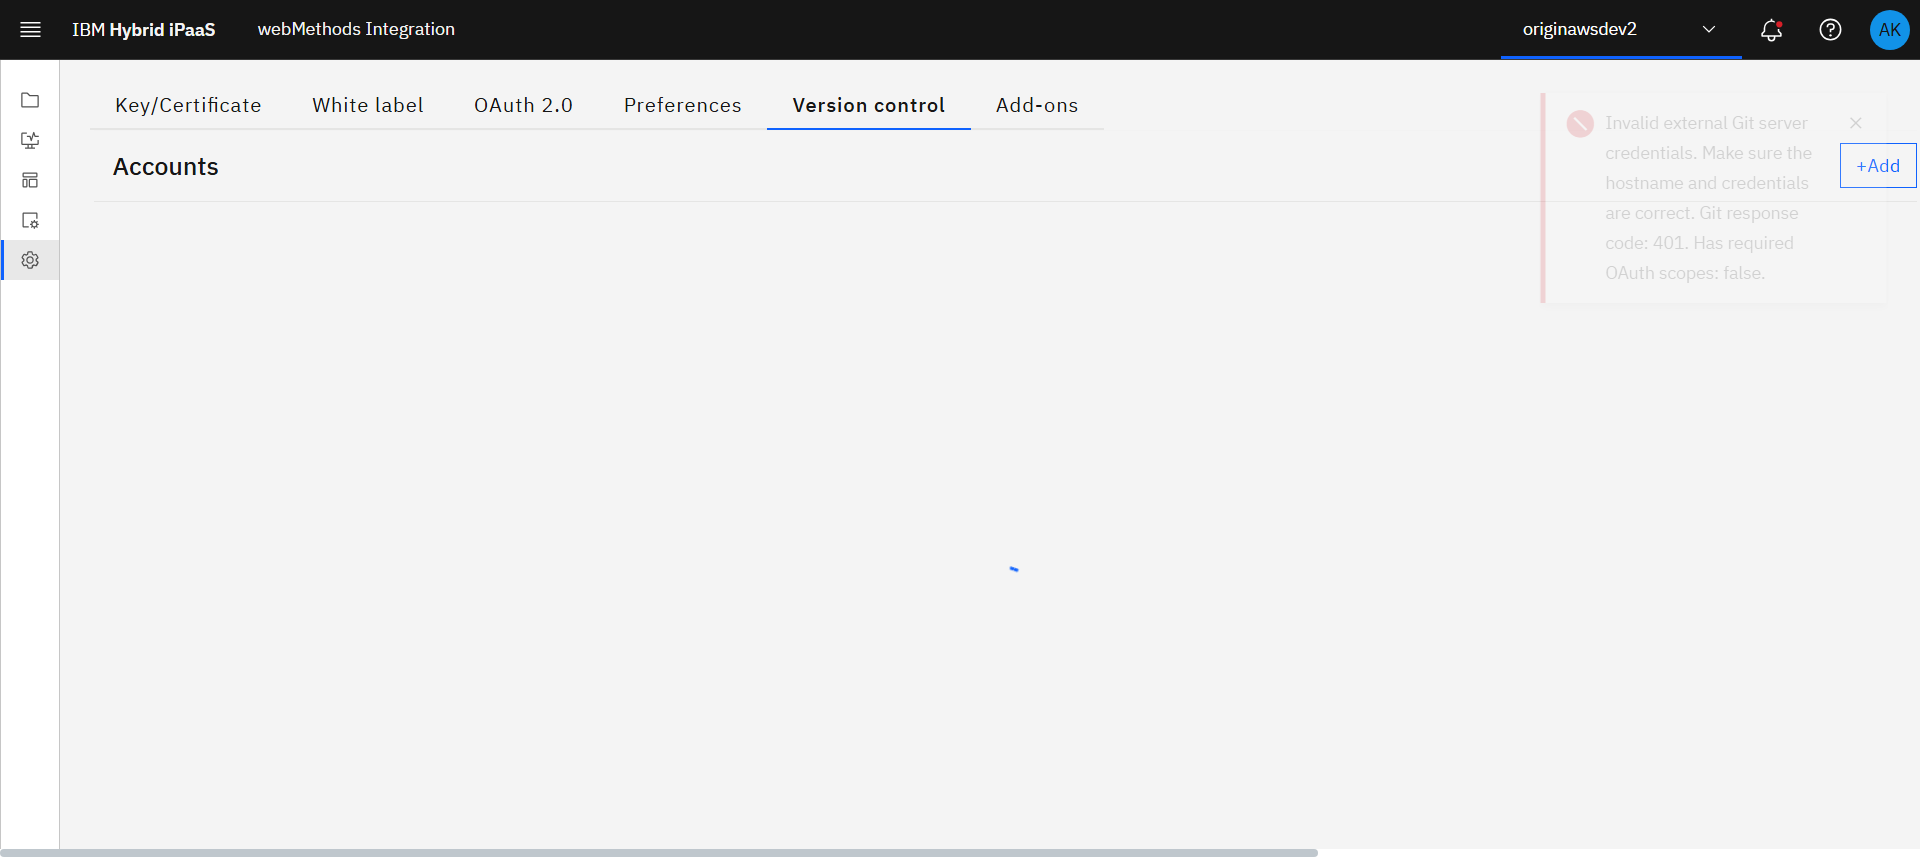 IBM Hybrid iPaaS
webMethods Integration
originawsdev2
AK
Key/Certificate
White label
OAuth 2.0
Preferences
Version control
Add-ons
Accounts
+Add
Invalid external Git server
credentials. Make sure the
hostname and credentials
are correct. Git response
code: 401. Has required
OAuth scopes: false.